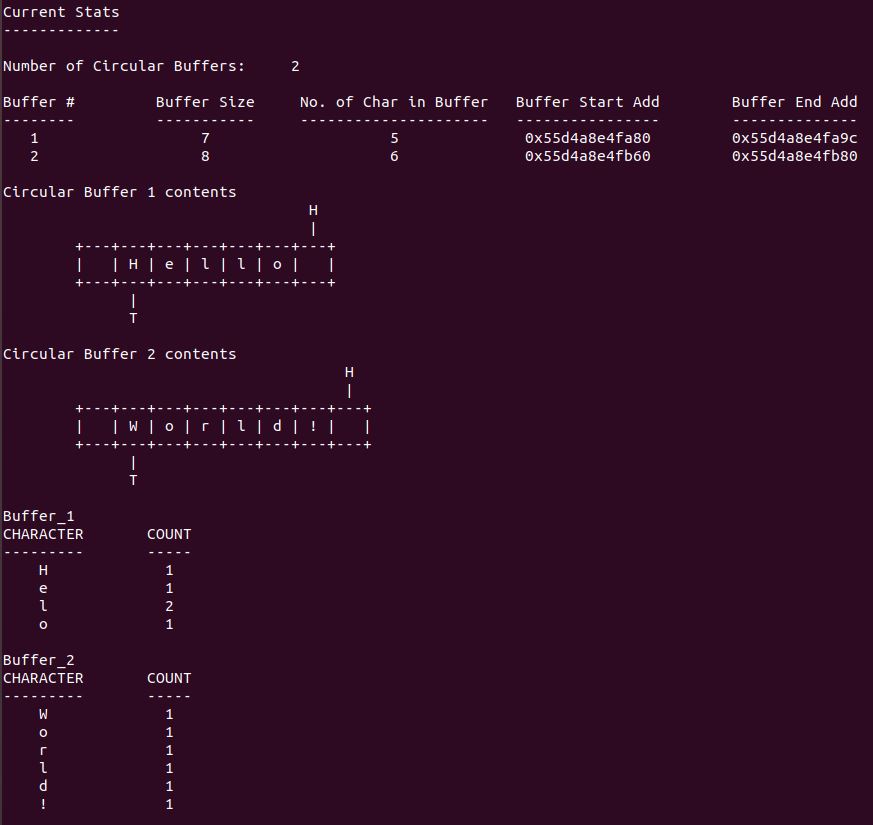 Current Stats
-------------
Number of Circular Buffers:     2
Buffer #         Buffer Size     No. of Char in Buffer   Buffer Start Add        Buffer End Add
--------         -----------     ---------------------   ----------------        --------------
   1                  7                    5              0x55d4a8e4fa80         0x55d4a8e4fa9c
   2                  8                    6              0x55d4a8e4fb60         0x55d4a8e4fb80
Circular Buffer 1 contents
                                  H
                                  |
        +---+---+---+---+---+---+---+
        |   | H | e | l | l | o |   |
        +---+---+---+---+---+---+---+
              |
              T
Circular Buffer 2 contents
                                      H
                                      |
        +---+---+---+---+---+---+---+---+
        |   | W | o | r | l | d | ! |   |
        +---+---+---+---+---+---+---+---+
              |
              T
Buffer_1
CHARACTER       COUNT
---------       -----
    H             1
    e             1
    l             2
    o             1
Buffer_2
CHARACTER       COUNT
---------       -----
    W             1
    o             1
    r             1
    l             1
    d             1
    !             1